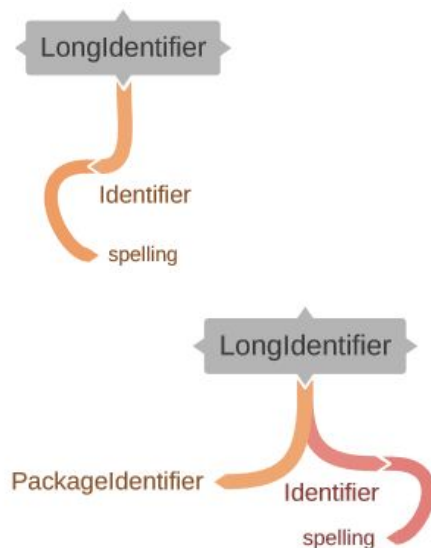 LongIdentifier
Identifier
spelling
LongIdentifier
PackageIdentifier
Identifier
spelling